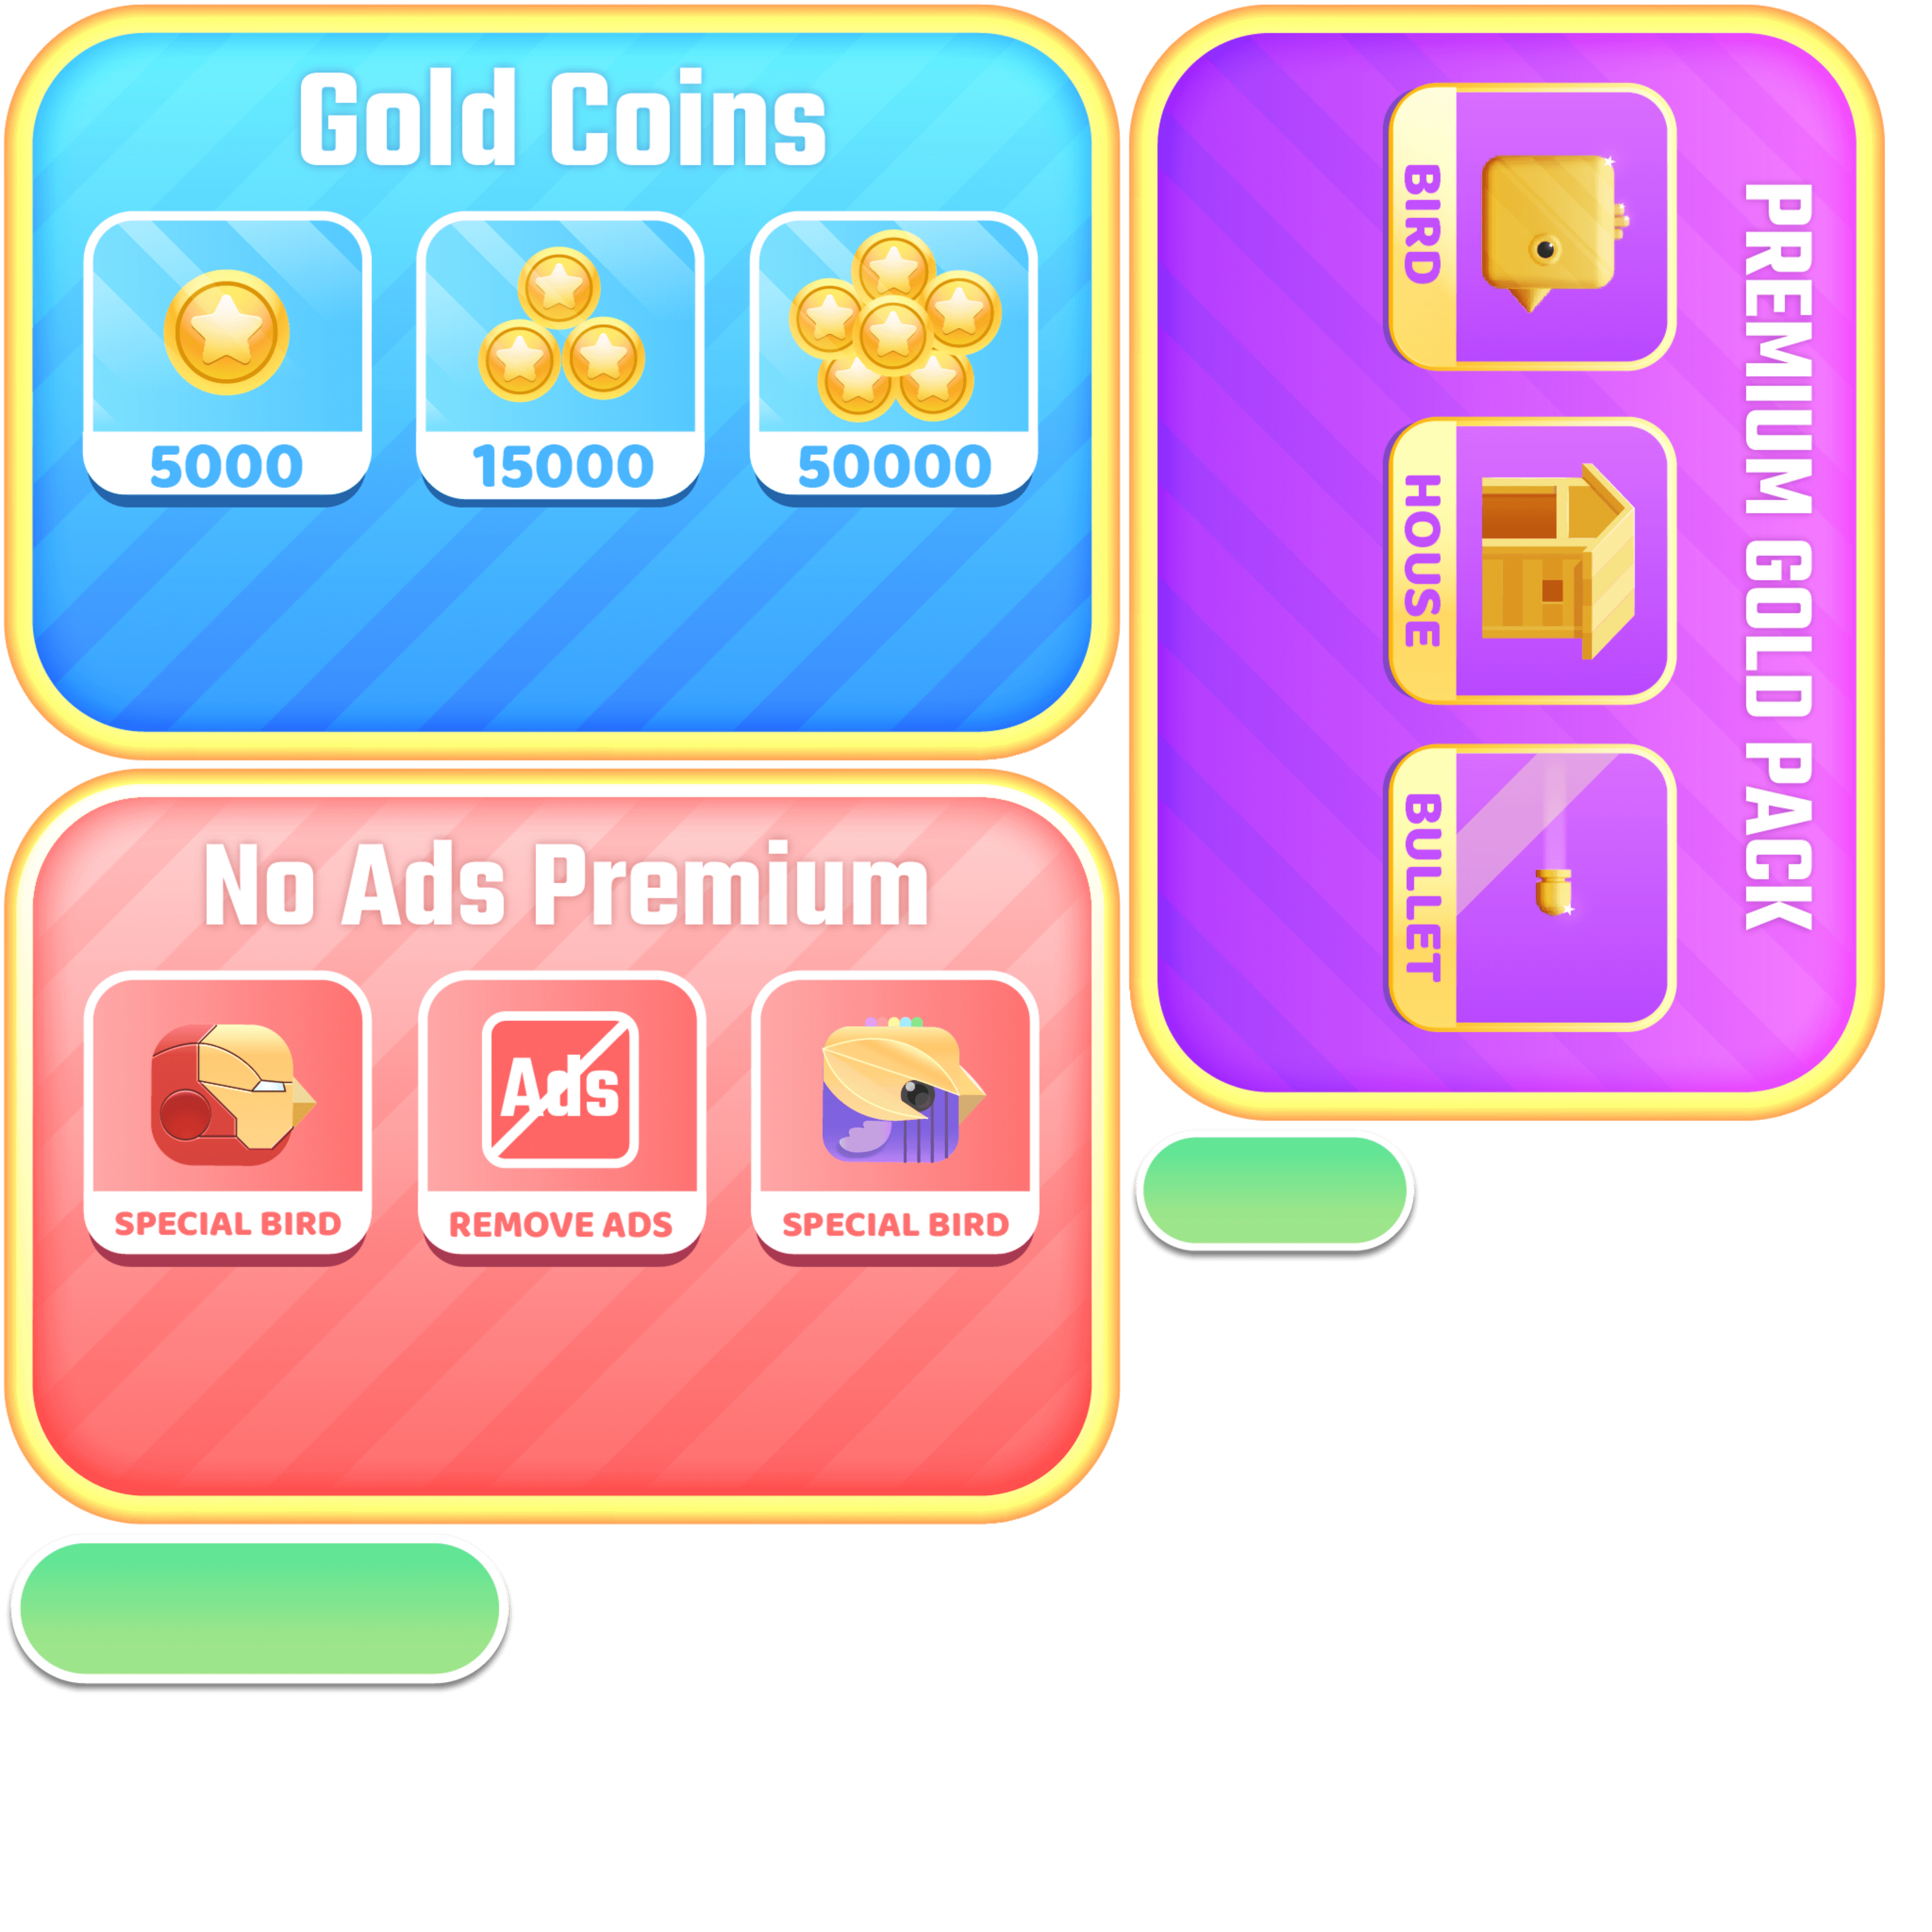 Gold Coins
5000
15000
50000
No Ads Premium
Ads
SPECIAL BIRD
REMOVE ADS
SPECIAL BIRD
PREMIUM GOLD PACK
BIRD
HOUSE
BULLET